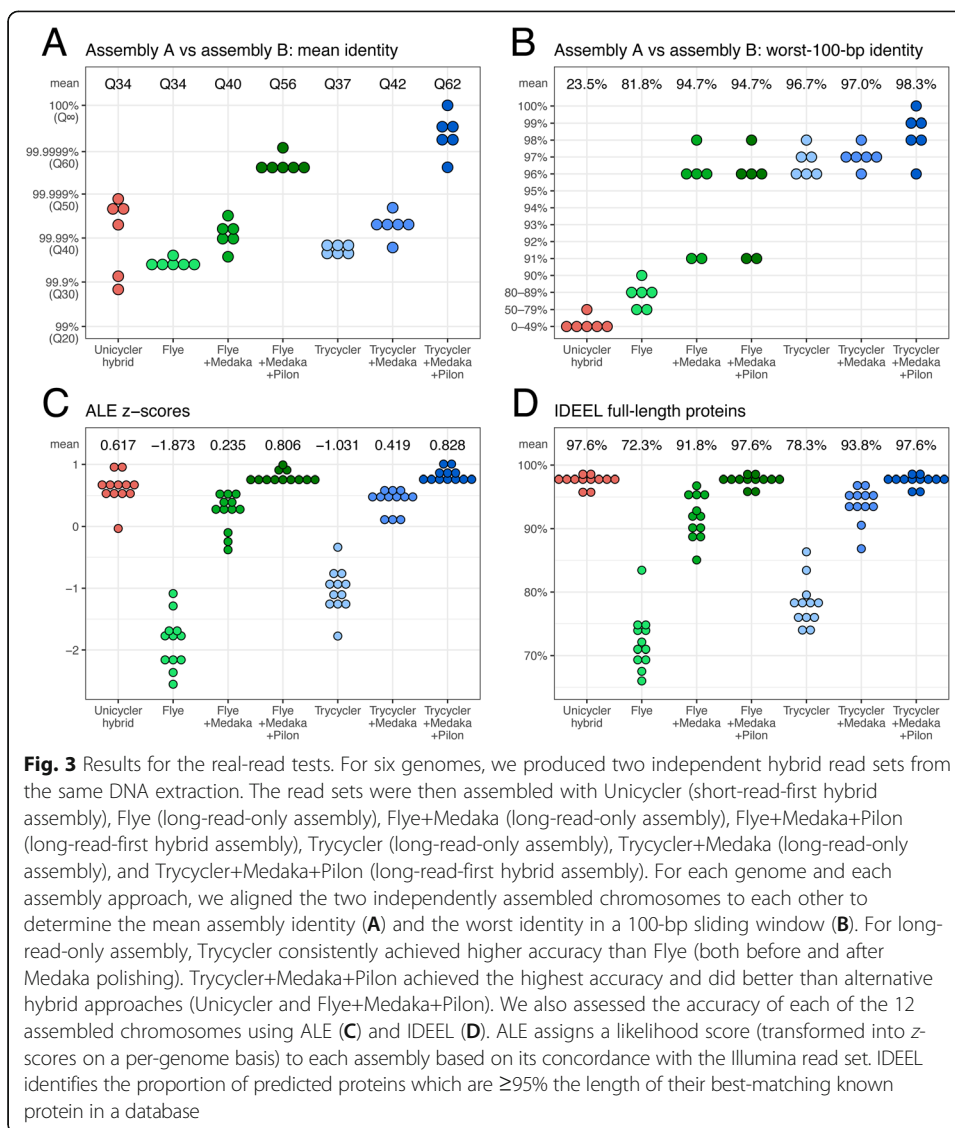 A Assembly A vs assembly B: mean identity
mean Q34 Q34 Q40 Q56 Q37 Q42 Q62
100%
(Q∞)
99.9999%
(Q60)
99.999%
(Q50)
99.99%
(Q40)
99.9%
(Q30)
99%
(Q20)
Unicycler Flye Flye Flye Trycycler Trycycler Trycycler
hybrid +Medaka +Medaka +Medaka +Medaka
+Pilon +Pilon
B Assembly A vs assembly B: worst-100-bp identity
mean 23.5% 81.8% 94.7% 94.7% 96.7% 97.0% 98.3%
100%
99%
98%
97%
96%
95%
94%
93%
92%
91%
90%
80–89%
50–79%
0–49%
Unicycler Flye Flye Flye Trycycler Trycycler Trycycler
hybrid +Medaka +Medaka +Medaka +Medaka
+Pilon +Pilon
C ALE z−scores
mean 0.617 −1.873 0.235 0.806 −1.031 0.419 0.828
1
0
−1
−2
Unicycler Flye Flye Flye Trycycler Trycycler Trycycler
hybrid +Medaka +Medaka +Medaka +Medaka
+Pilon +Pilon
D IDEEL full-length proteins
mean 97.6% 72.3% 91.8% 97.6% 78.3% 93.8% 97.6%
100%
90%
80%
70%
Unicycler Flye Flye Flye Trycycler Trycycler Trycycler
hybrid +Medaka +Medaka +Medaka +Medaka
+Pilon +Pilon
Fig. 3 Results for the real-read tests. For six genomes, we produced two independent hybrid read sets from
the same DNA extraction. The read sets were then assembled with Unicycler (short-read-first hybrid
assembly), Flye (long-read-only assembly), Flye+Medaka (long-read-only assembly), Flye+Medaka+Pilon
(long-read-first hybrid assembly), Trycycler (long-read-only assembly), Trycycler+Medaka (long-read-only
assembly), and Trycycler+Medaka+Pilon (long-read-first hybrid assembly). For each genome and each
assembly approach, we aligned the two independently assembled chromosomes to each other to
determine the mean assembly identity (A) and the worst identity in a 100-bp sliding window (B). For long-
read-only assembly, Trycycler consistently achieved higher accuracy than Flye (both before and after
Medaka polishing). Trycycler+Medaka+Pilon achieved the highest accuracy and did better than alternative
hybrid approaches (Unicycler and Flye+Medaka+Pilon). We also assessed the accuracy of each of the 12
assembled chromosomes using ALE (C) and IDEEL (D). ALE assigns a likelihood score (transformed into z-
scores on a per-genome basis) to each assembly based on its concordance with the Illumina read set. IDEEL
identifies the proportion of predicted proteins which are ≥95% the length of their best-matching known
protein in a database